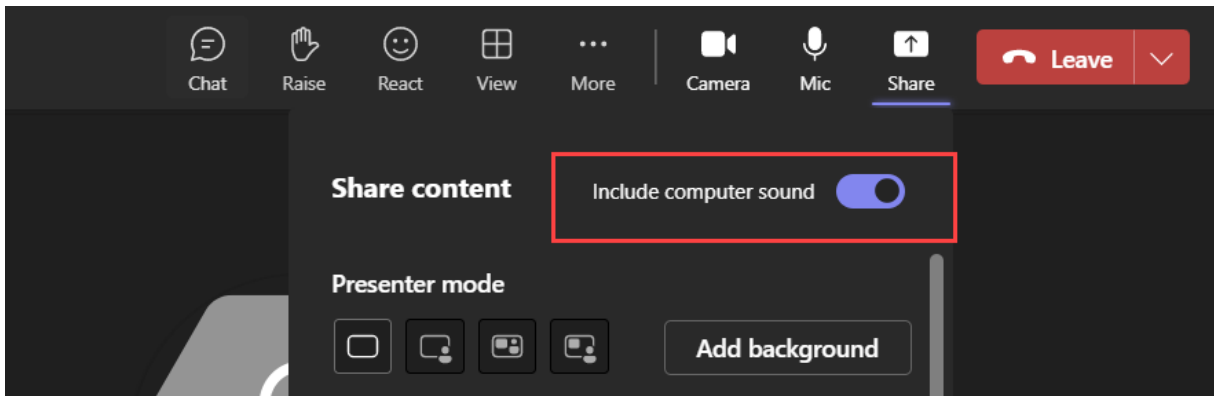 Chat Raise React View More Camera Mic Share Leave
Share content Include computer sound
Presenter mode
Add background